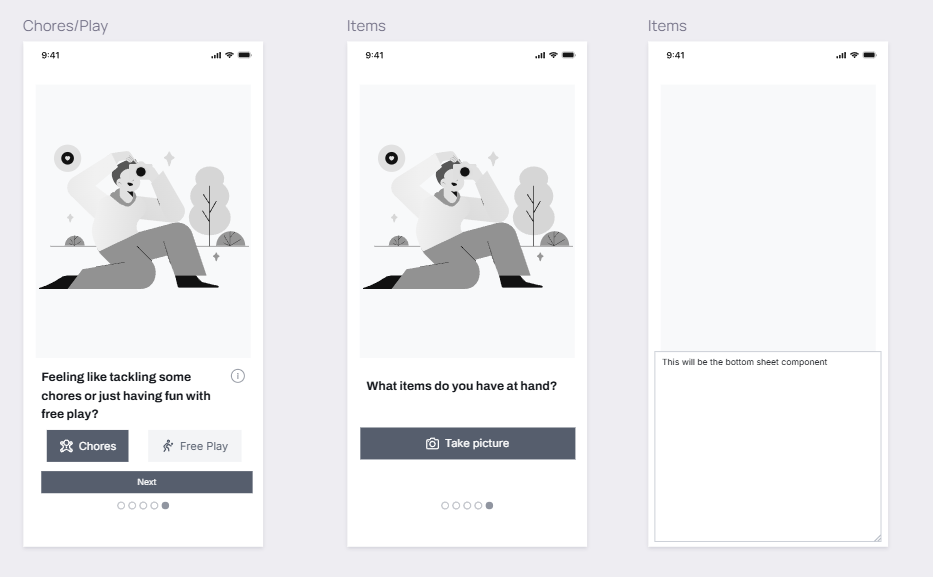 Chores/Play
Items
Items
9:41
9:41
9:41
Feeling like tackling some
chores or just having fun with
free play?
Chores
Free Play
Next
What items do you have at hand?
Take picture
This will be the bottom sheet component